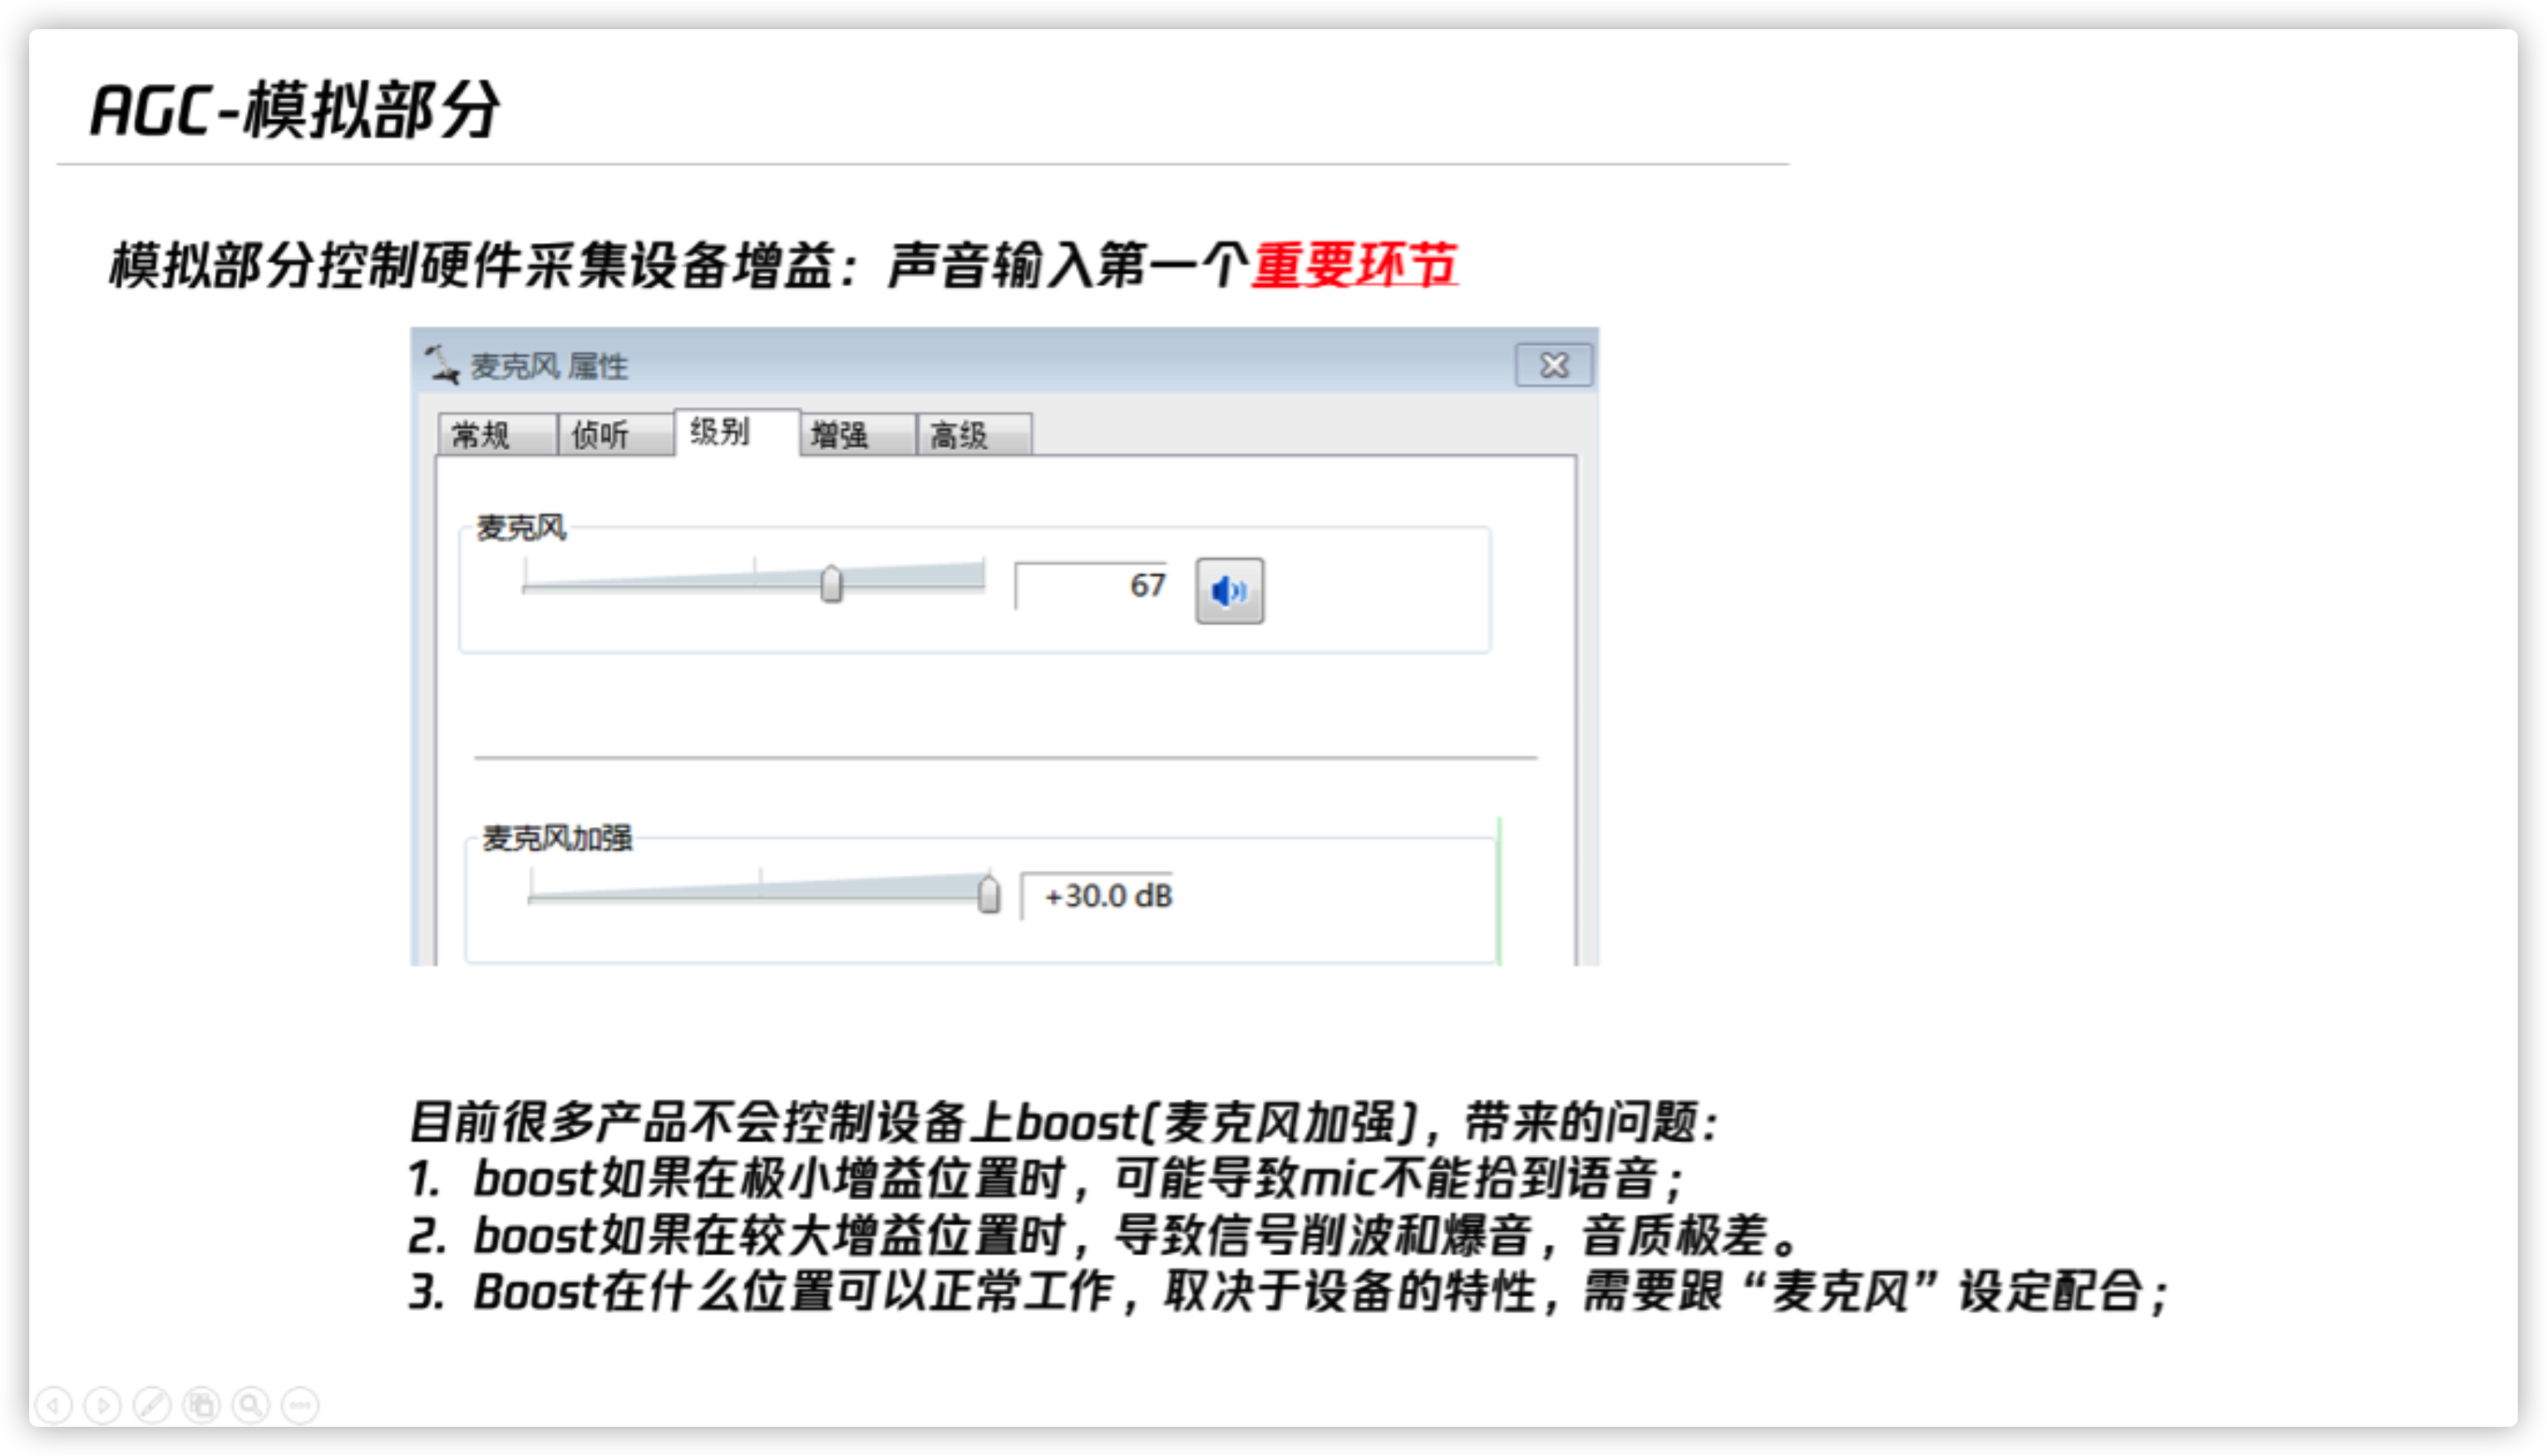 AGC-模拟部分
模拟部分控制硬件采集设备增益：声音输入第一个重要环节
麦克风 属性
常规 侦听 级别 增强 高级
麦克风
67
麦克风加强
+30.0 dB
目前很多产品不会控制设备上boost(麦克风加强)，带来的问题：
1. boost如果在极小增益位置时，可能导致mic不能拾到语音；
2. boost如果在较大增益位置时，导致信号削波和爆音，音质极差。
3. Boost在什么位置可以正常工作，取决于设备的特性，需要跟“麦克风”设定配合；